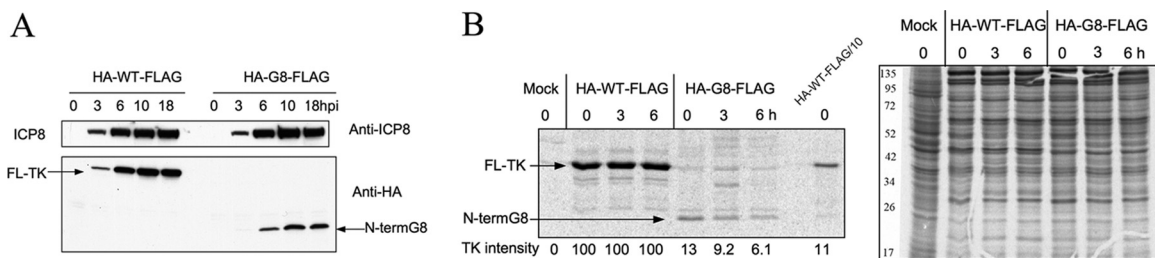 A
HA-WT-FLAG HA-G8-FLAG
0 3 6 10 18 0 3 6 10 18hpi
ICP8 Anti-ICP8
FL-TK
Anti-HA
N-termG8
B
HA-WT-FLAG/10
Mock HA-WT-FLAG HA-G8-FLAG
0 0 3 6 0 3 6 h 0
FL-TK
N-termG8
TK intensity 0 100 100 100 13 9.2 6.1 11
Mock HA-WT-FLAG HA-G8-FLAG
0 0 3 6 0 3 6 h
135
95
72
52
42
34
26
17